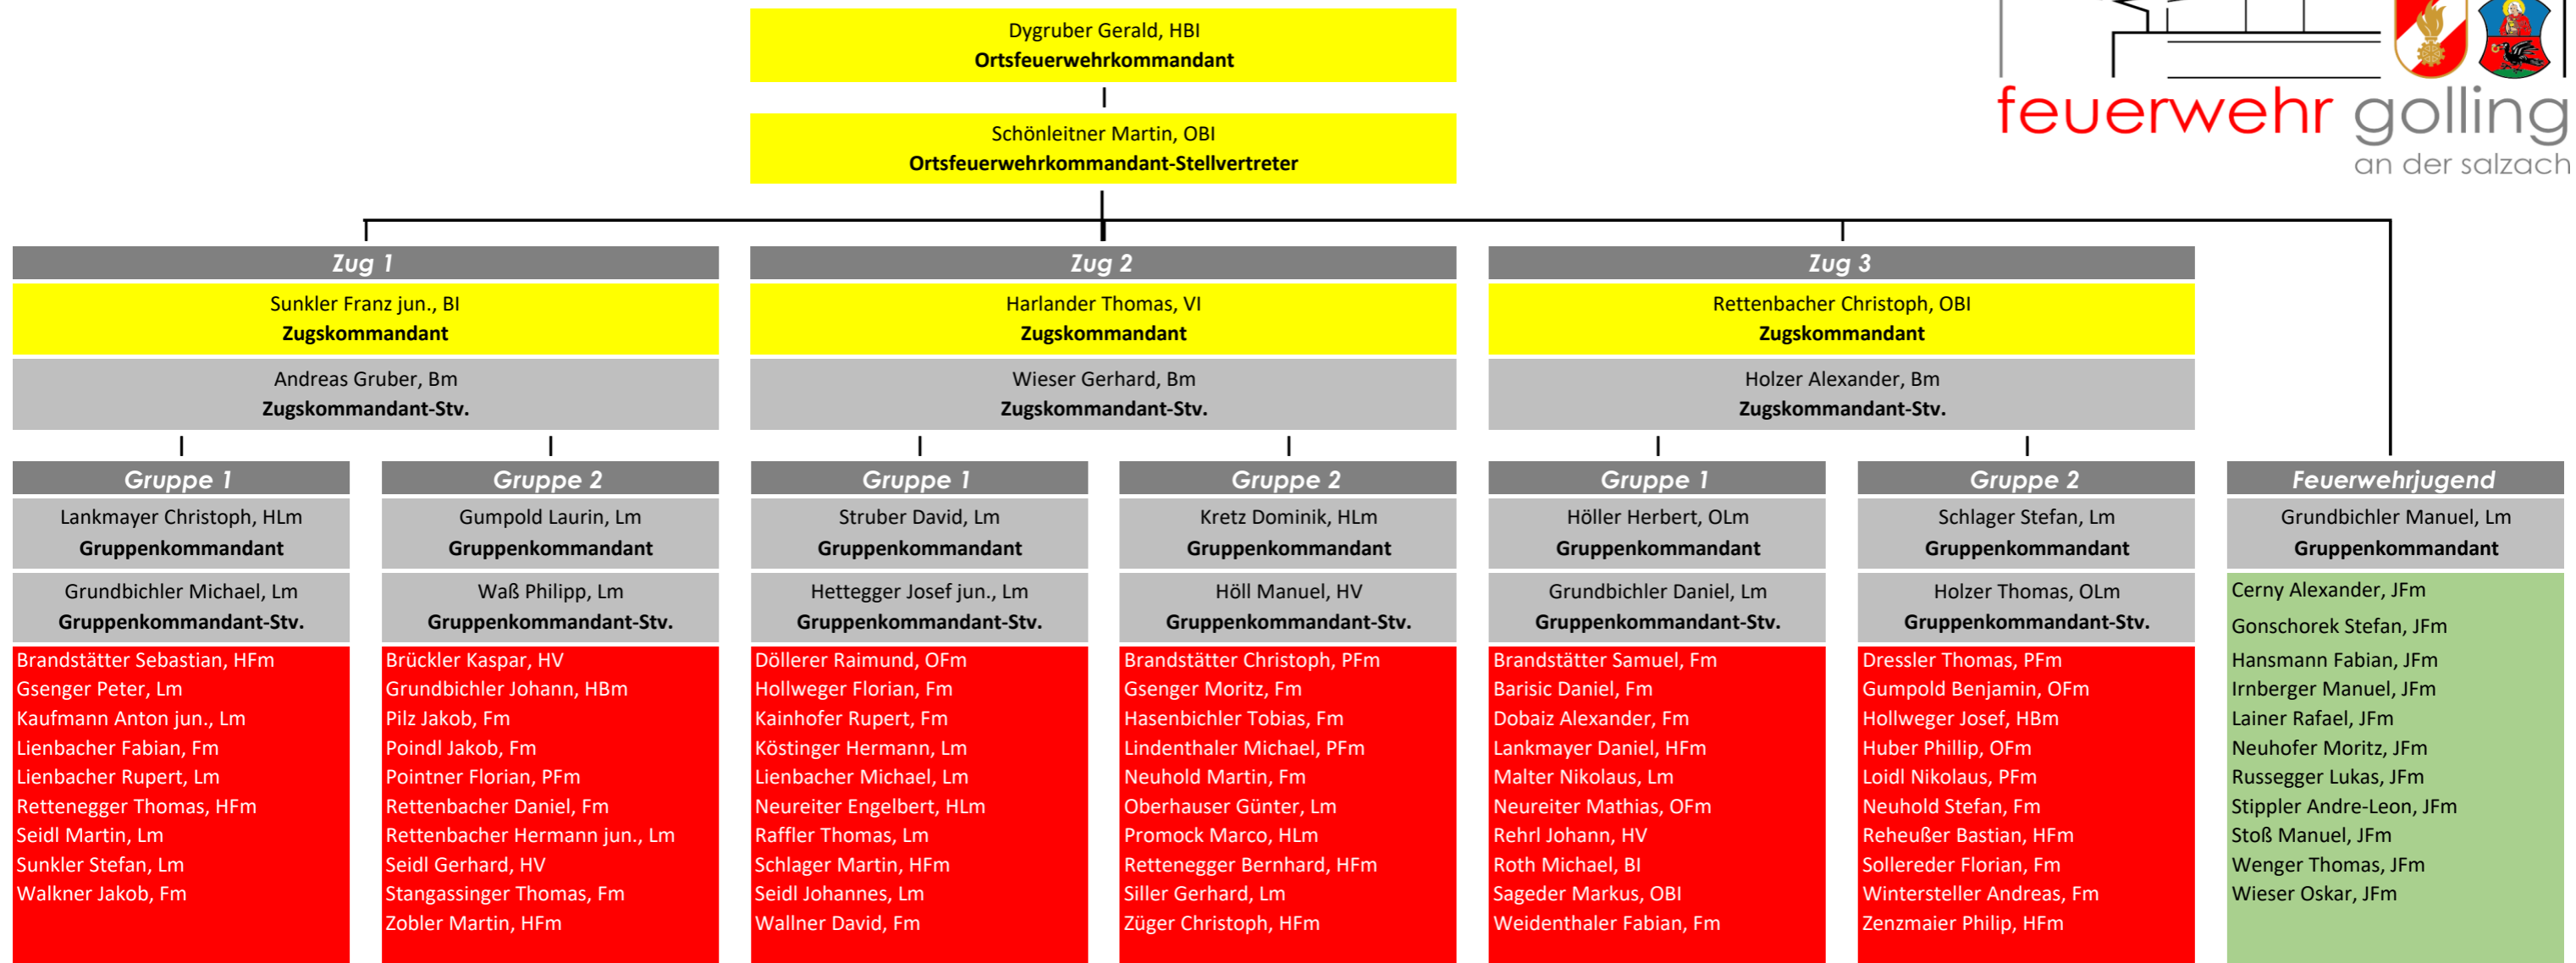 Dygruber Gerald, HBI
Ortsfeuerwehrkommandant
Schönleitner Martin, OBI
Ortsfeuerwehrkommandant-Stellvertreter
feuerwehr golling
an der salzach
Zug 1
Sunkler Franz jun., BI
Zugskommandant
Andreas Gruber, Bm
Zugskommandant-Stv.
Zug 2
Harlander Thomas, VI
Zugskommandant
Wieser Gerhard, Bm
Zugskommandant-Stv.
Zug 3
Rettenbacher Christoph, OBI
Zugskommandant
Holzer Alexander, Bm
Zugskommandant-Stv.
Gruppe 1
Lankmayer Christoph, HLm
Gruppenkommandant
Grundbichler Michael, Lm
Gruppenkommandant-Stv.
Brandstätter Sebastian, HFm
Gsenger Peter, Lm
Kaufmann Anton jun., Lm
Lienbacher Fabian, Fm
Lienbacher Rupert, Lm
Rettenegger Thomas, HFm
Seidl Martin, Lm
Sunkler Stefan, Lm
Walkner Jakob, Fm
Gruppe 2
Gumpold Laurin, Lm
Gruppenkommandant
Waß Philipp, Lm
Gruppenkommandant-Stv.
Brückler Kaspar, HV
Grundbichler Johann, HBm
Pilz Jakob, Fm
Poindl Jakob, Fm
Pointner Florian, PFm
Rettenbacher Daniel, Fm
Rettenbacher Hermann jun., Lm
Seidl Gerhard, HV
Stangassinger Thomas, Fm
Zobler Martin, HFm
Gruppe 1
Struber David, Lm
Gruppenkommandant
Hettegger Josef jun., Lm
Gruppenkommandant-Stv.
Döllerer Raimund, OFm
Hollweger Florian, Fm
Kainhofer Rupert, Fm
Köstinger Hermann, Lm
Lienbacher Michael, Lm
Neureiter Engelbert, HLm
Raffler Thomas, Lm
Schlager Martin, HFm
Seidl Johannes, Lm
Wallner David, Fm
Gruppe 2
Kretz Dominik, HLm
Gruppenkommandant
Höll Manuel, HV
Gruppenkommandant-Stv.
Brandstätter Christoph, PFm
Gsenger Moritz, Fm
Hasenbichler Tobias, Fm
Lindenthaler Michael, PFm
Neuhold Martin, Fm
Oberhauser Günter, Lm
Promock Marco, HLm
Rettenegger Bernhard, HFm
Siller Gerhard, Lm
Züger Christoph, HFm
Gruppe 1
Höller Herbert, OLm
Gruppenkommandant
Grundbichler Daniel, Lm
Gruppenkommandant-Stv.
Brandstätter Samuel, Fm
Barisic Daniel, Fm
Dobaiz Alexander, Fm
Lankmayer Daniel, HFm
Malter Nikolaus, Lm
Neureiter Mathias, OFm
Rehrl Johann, HV
Roth Michael, BI
Sageder Markus, OBI
Weidenthaler Fabian, Fm
Gruppe 2
Schlager Stefan, Lm
Gruppenkommandant
Holzer Thomas, OLm
Gruppenkommandant-Stv.
Dressler Thomas, PFm
Gumpold Benjamin, OFm
Hollweger Josef, HBm
Huber Phillip, OFm
Loidl Nikolaus, PFm
Neuhold Stefan, Fm
Reheußer Bastian, HFm
Sollereder Florian, Fm
Wintersteller Andreas, Fm
Zenzmaier Philip, HFm
Feuerwehrjugend
Grundbichler Manuel, Lm
Gruppenkommandant
Cerny Alexander, JFm
Gonschorek Stefan, JFm
Hansmann Fabian, JFm
Irnberger Manuel, JFm
Lainer Rafael, JFm
Neuhofer Moritz, JFm
Russegger Lukas, JFm
Stippler Andre-Leon, JFm
Stoß Manuel, JFm
Wenger Thomas, JFm
Wieser Oskar, JFm